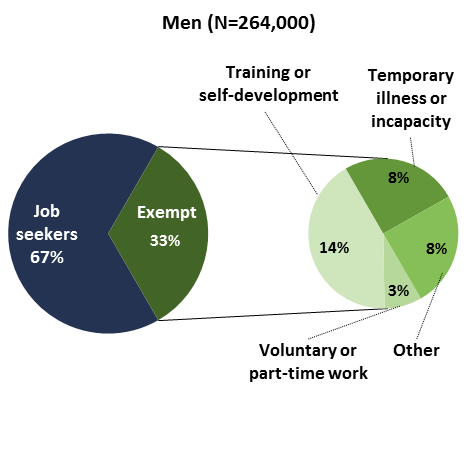 Men (N=264,000)
Training or
self-development
Temporary
illness or
incapacity
Job
seekers
67%
Exempt
33%
8%
14%
8%
3%
Voluntary or
part-time work
Other